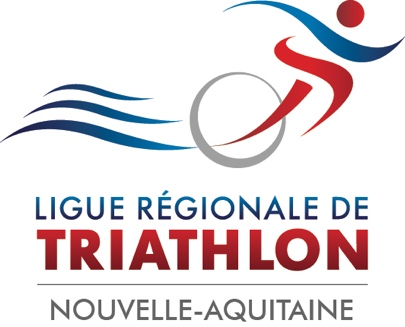 LIGUE RÉGIONALE DE
TRIATHLON
NOUVELLE-AQUITAINE